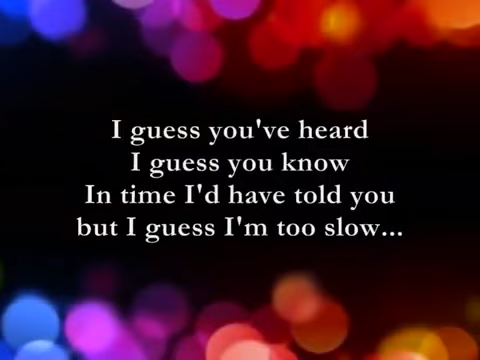 I guess you've heard
I guess you know
In time I'd have told you
but I guess I'm too slow...